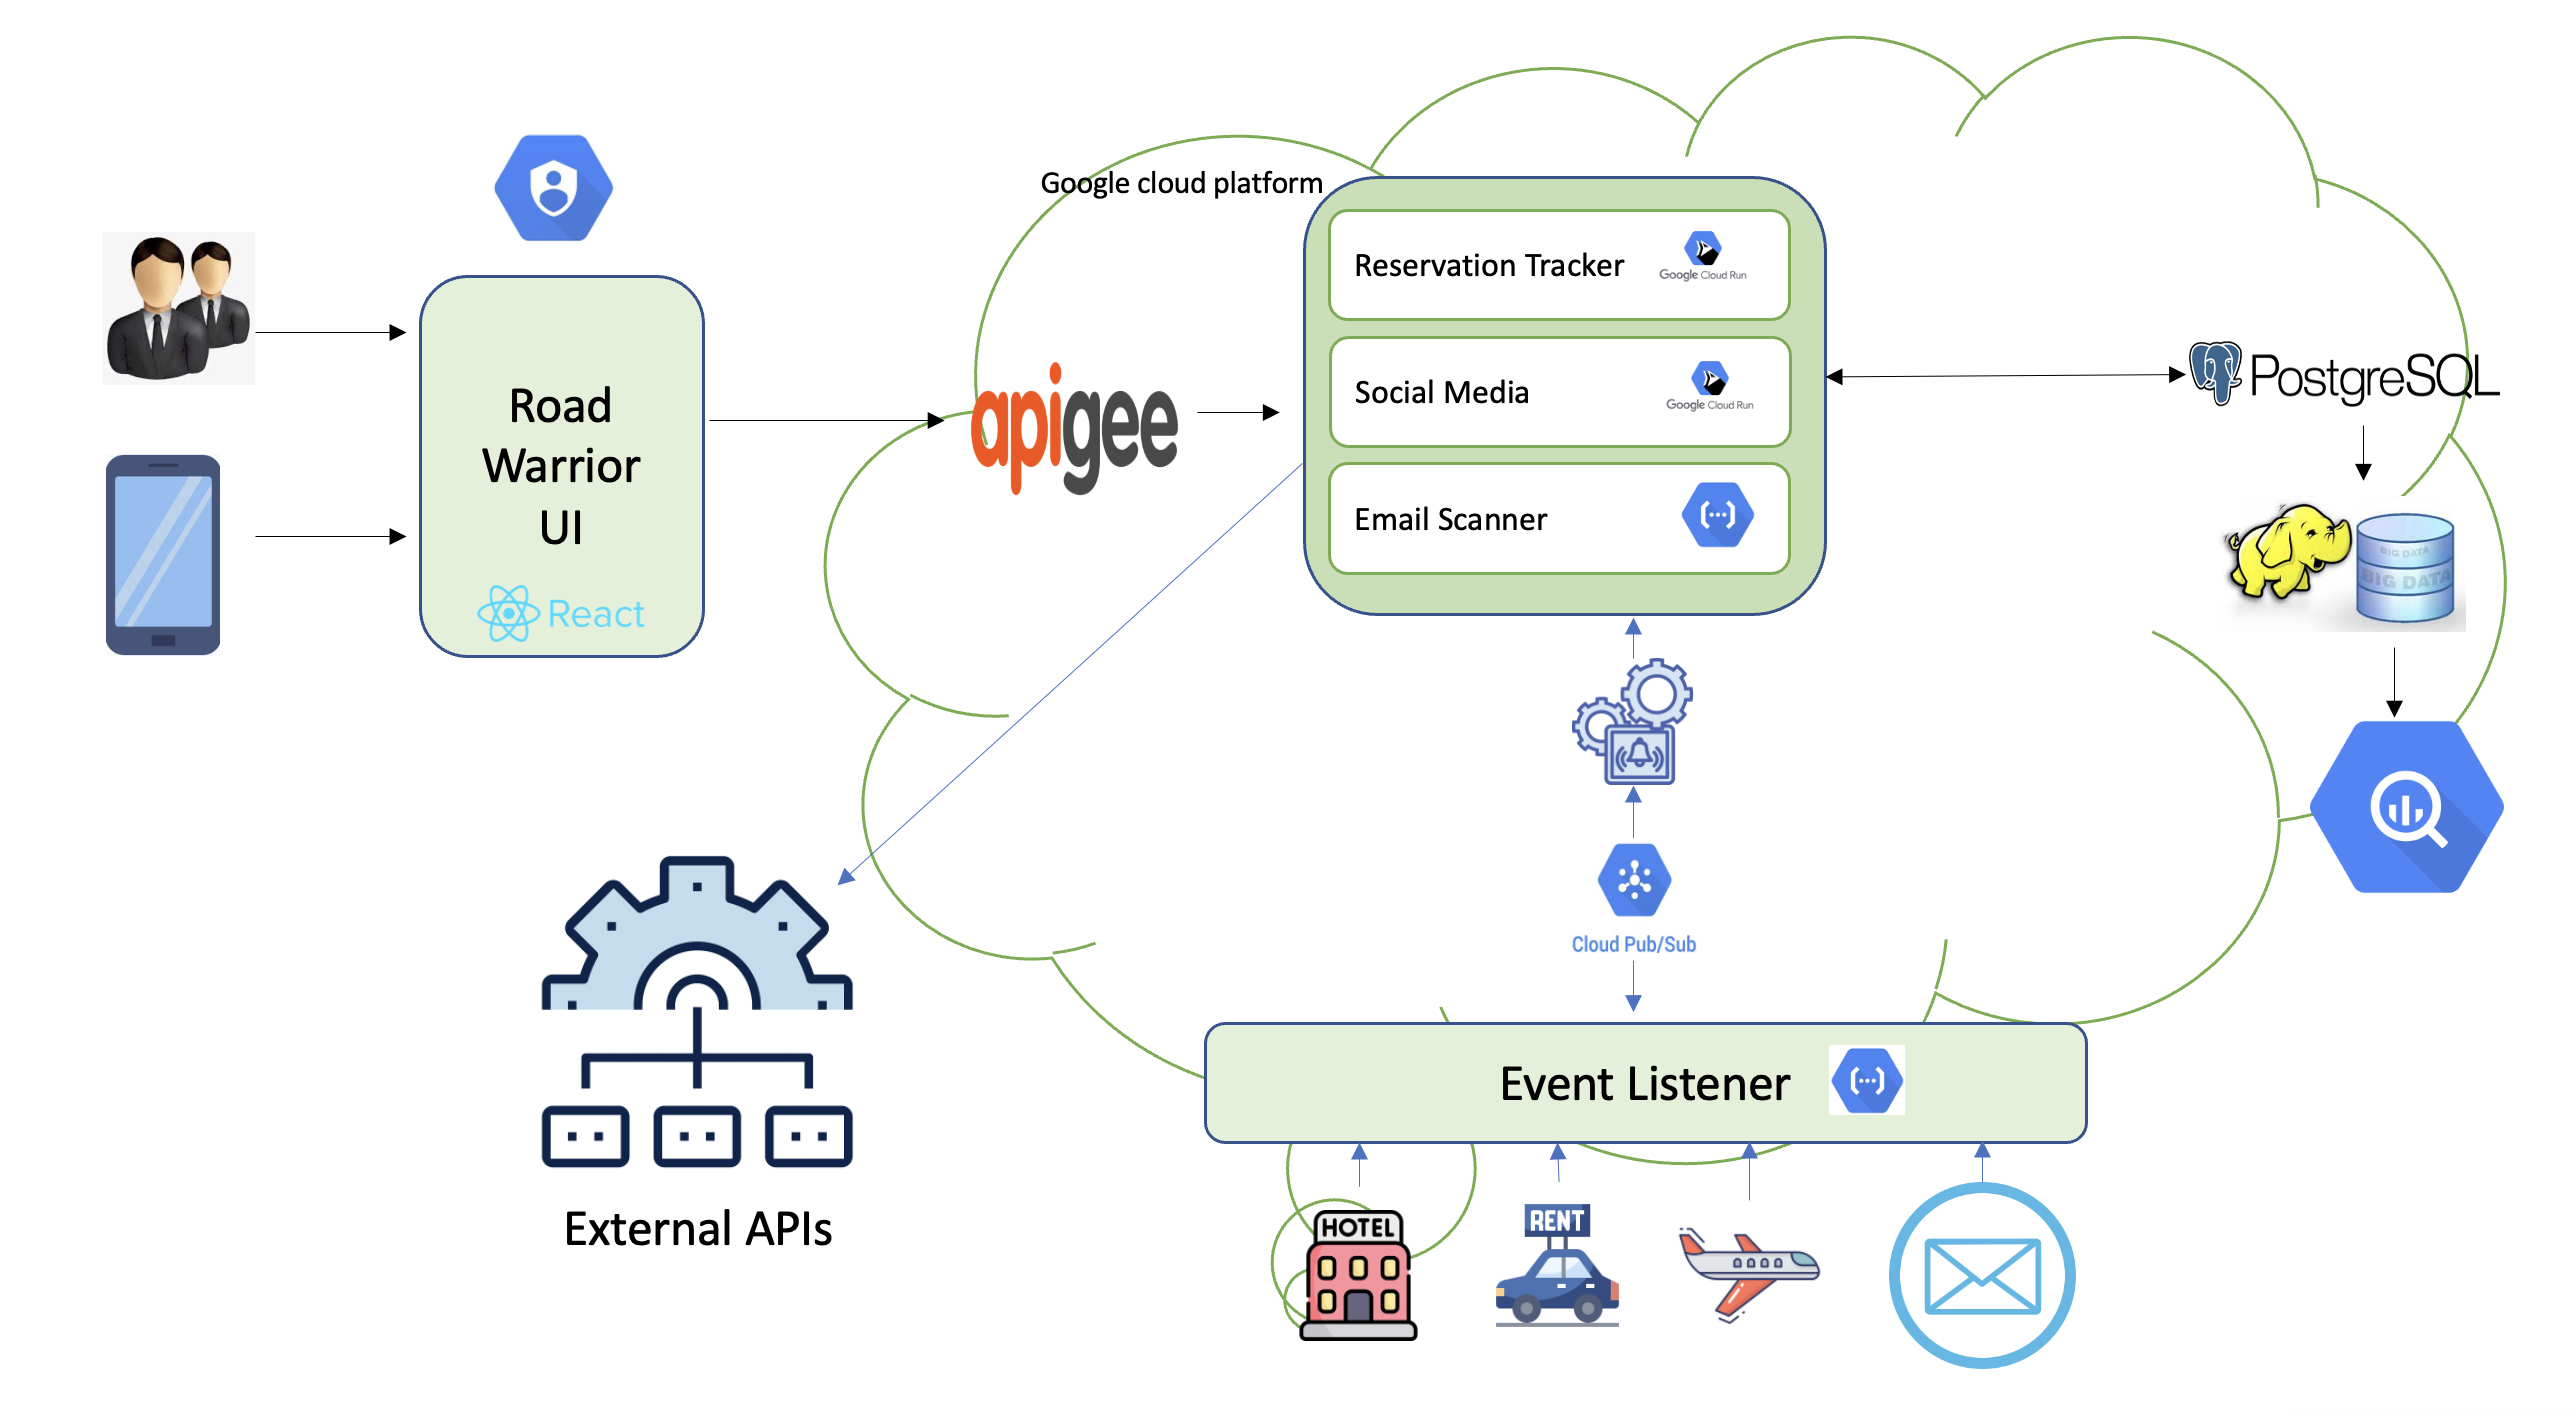 Google cloud platform
Reservation Tracker
Google Cloud Run
Social Media
Google Cloud Run
Email Scanner
Road
Warrior
UI
React
apigee
PostgreSQL
BIG DATA
BIG DATA
Cloud Pub/Sub
Event Listener
External APIs
HOTEL
RENT